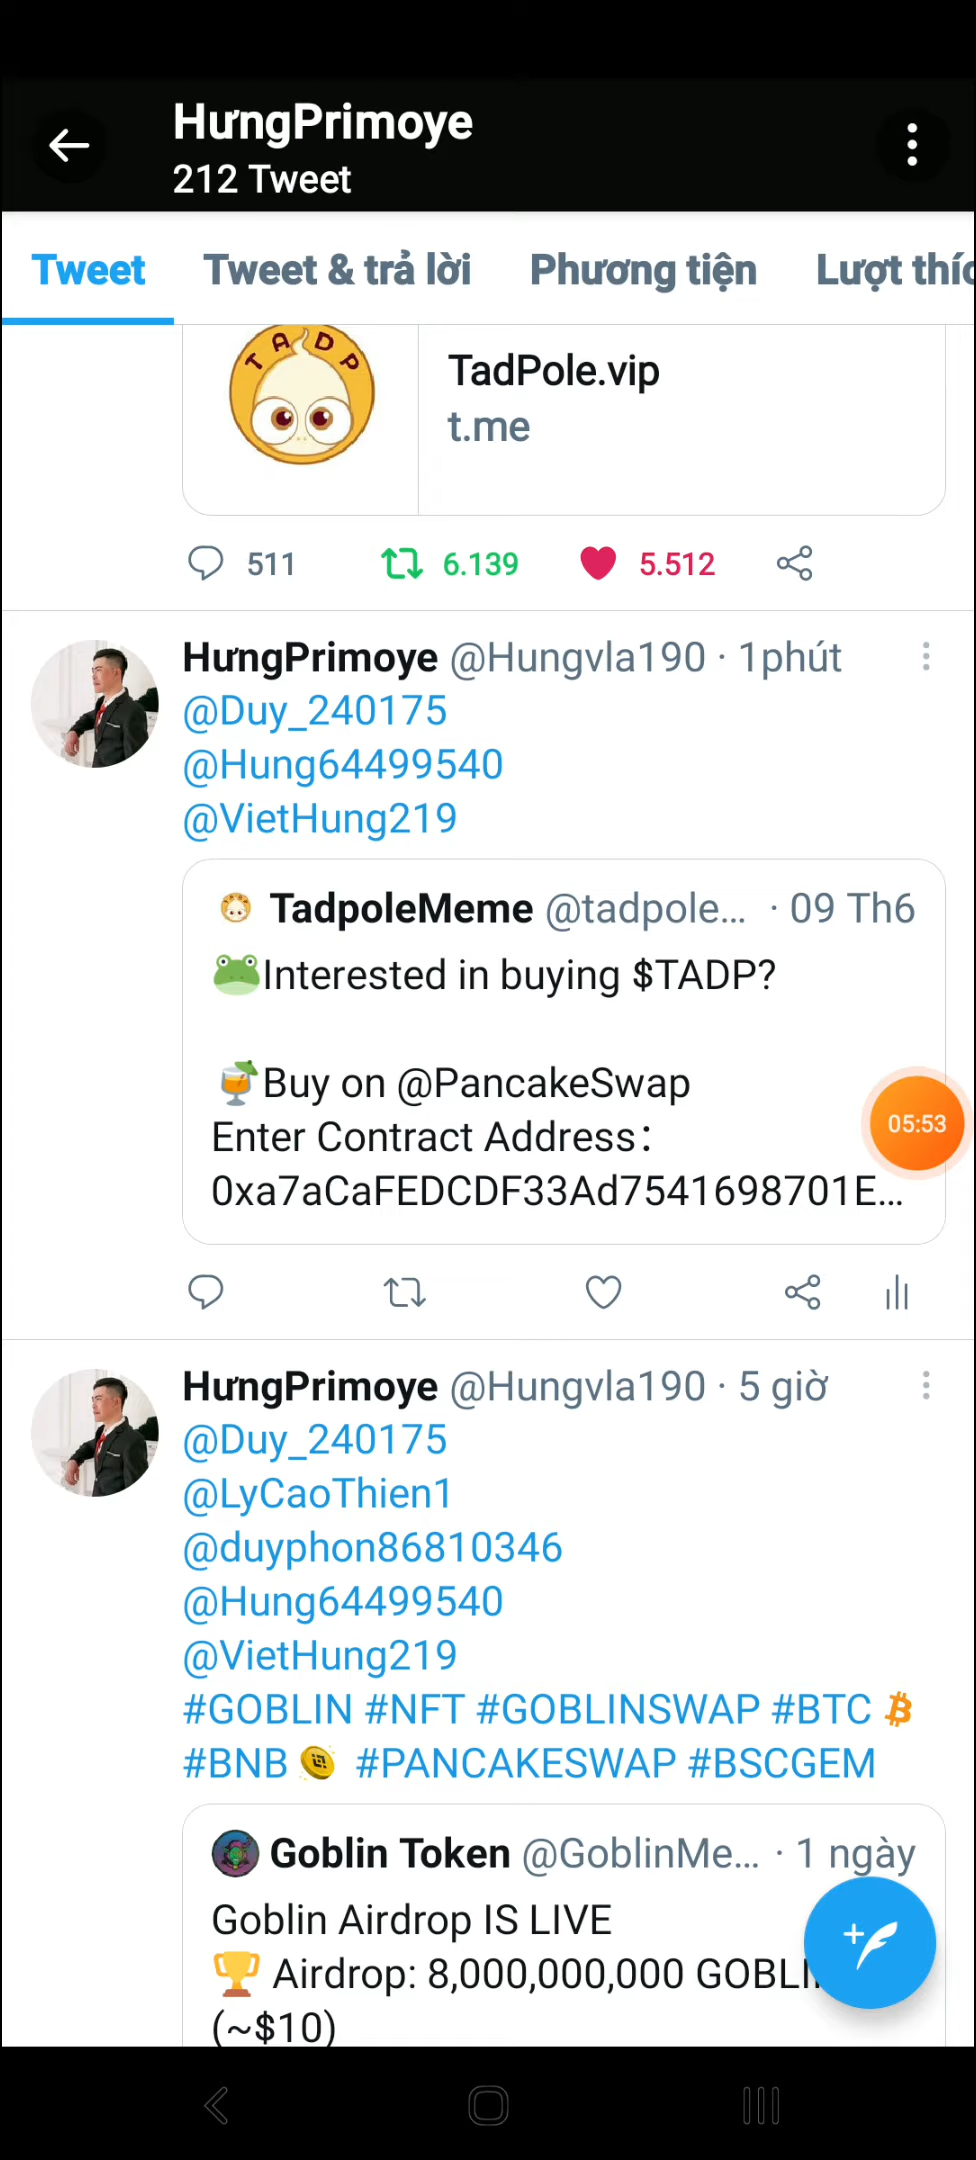 HưngPrimoye
212 Tweet
Tweet Tweet & trả lời Phương tiện Lượt thíc
TADP
TadPole.vip
t.me
511 6.139 5.512
HưngPrimoye @Hungvla190 · 1phút
@Duy_240175
@Hung64499540
@VietHung219
TadpoleMeme @tadpole... · 09 Th6
🐸Interested in buying $TADP?
🍹Buy on @PancakeSwap
05:53
Enter Contract Address:
0xa7aCaFEDCDF33Ad7541698701E...
HưngPrimoye @Hungvla190 · 5 giờ
@Duy_240175
@LyCaoThien1
@duyphon86810346
@Hung64499540
@VietHung219
#GOBLIN #NFT #GOBLINSWAP #BTC
#BNB #PANCAKESWAP #BSCGEM
Goblin Token @GoblinMe... · 1 ngày
Goblin Airdrop IS LIVE
🏆 Airdrop: 8,000,000,000 GOBLI
(~$10)